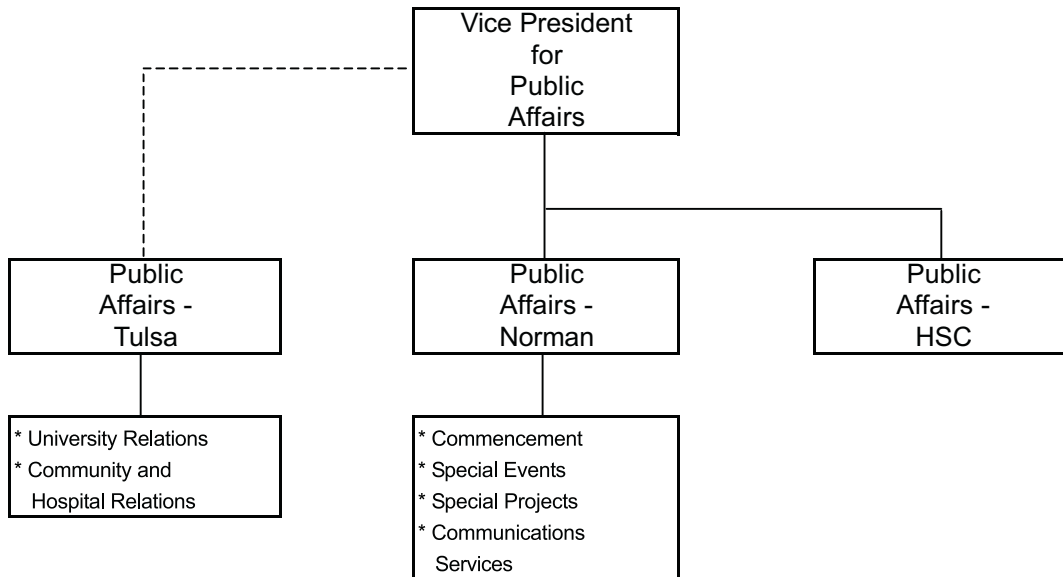 Vice President
for
Public
Affairs
Public
Affairs -
Tulsa
Public
Affairs -
Norman
Public
Affairs -
HSC
* University Relations
* Community and
Hospital Relations
* Commencement
* Special Events
* Special Projects
* Communications
Services